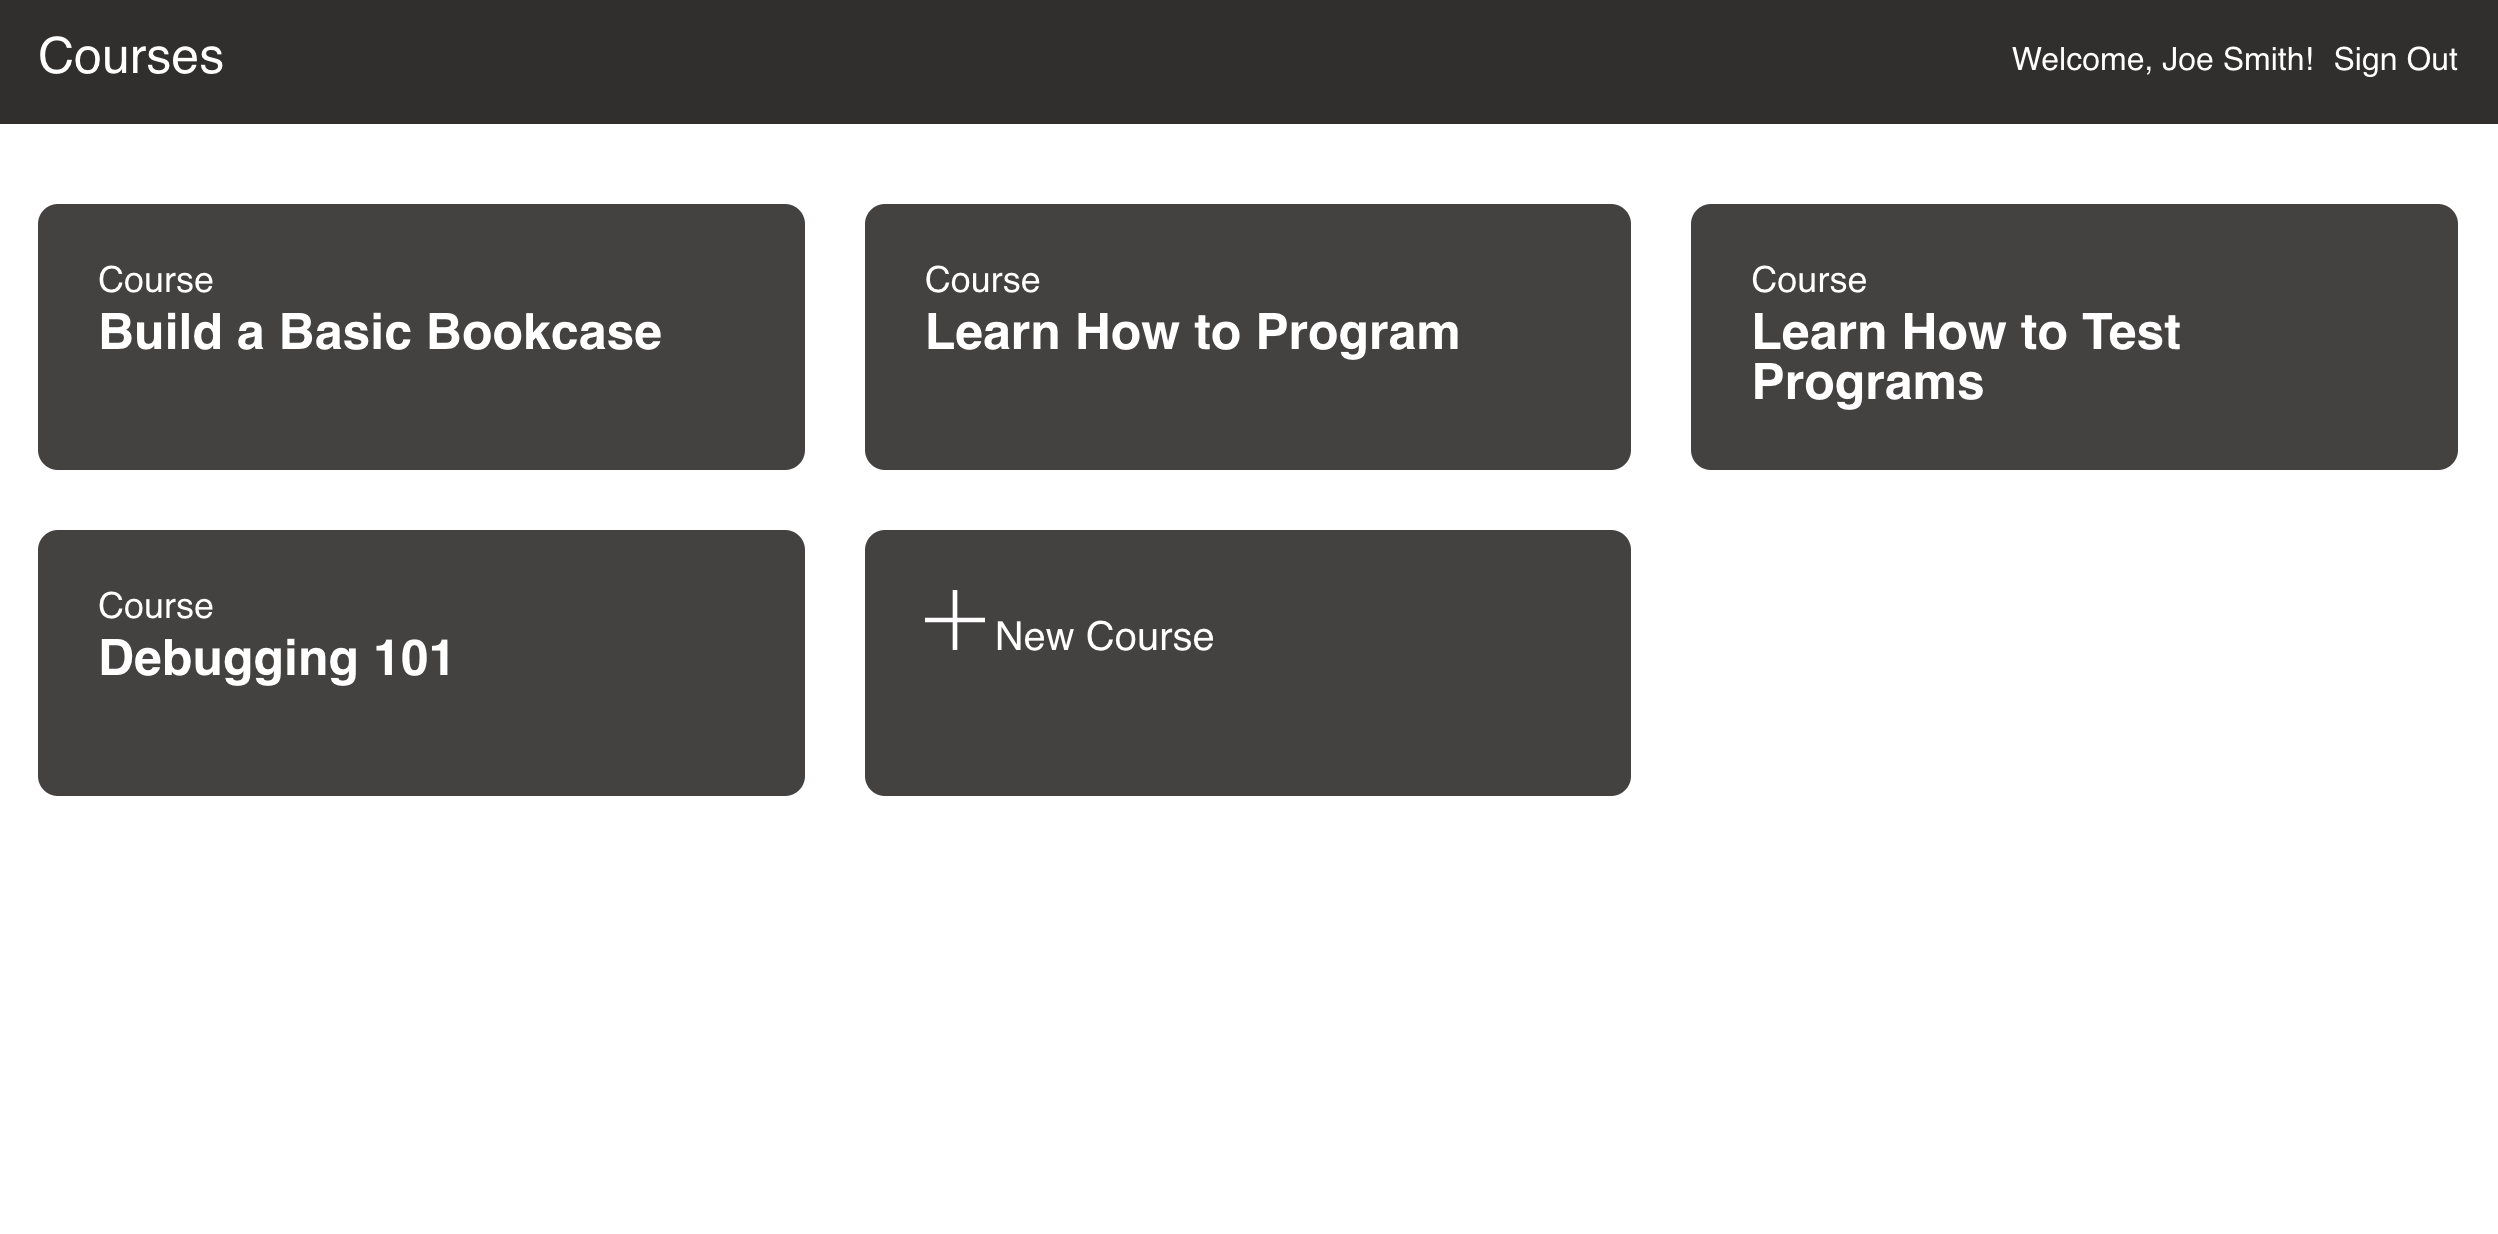 Courses
Welcome, Joe Smith! Sign Out
Course
Build a Basic Bookcase
Course
Learn How to Program
Course
Learn How to Test
Programs
Course
Debugging 101
New Course